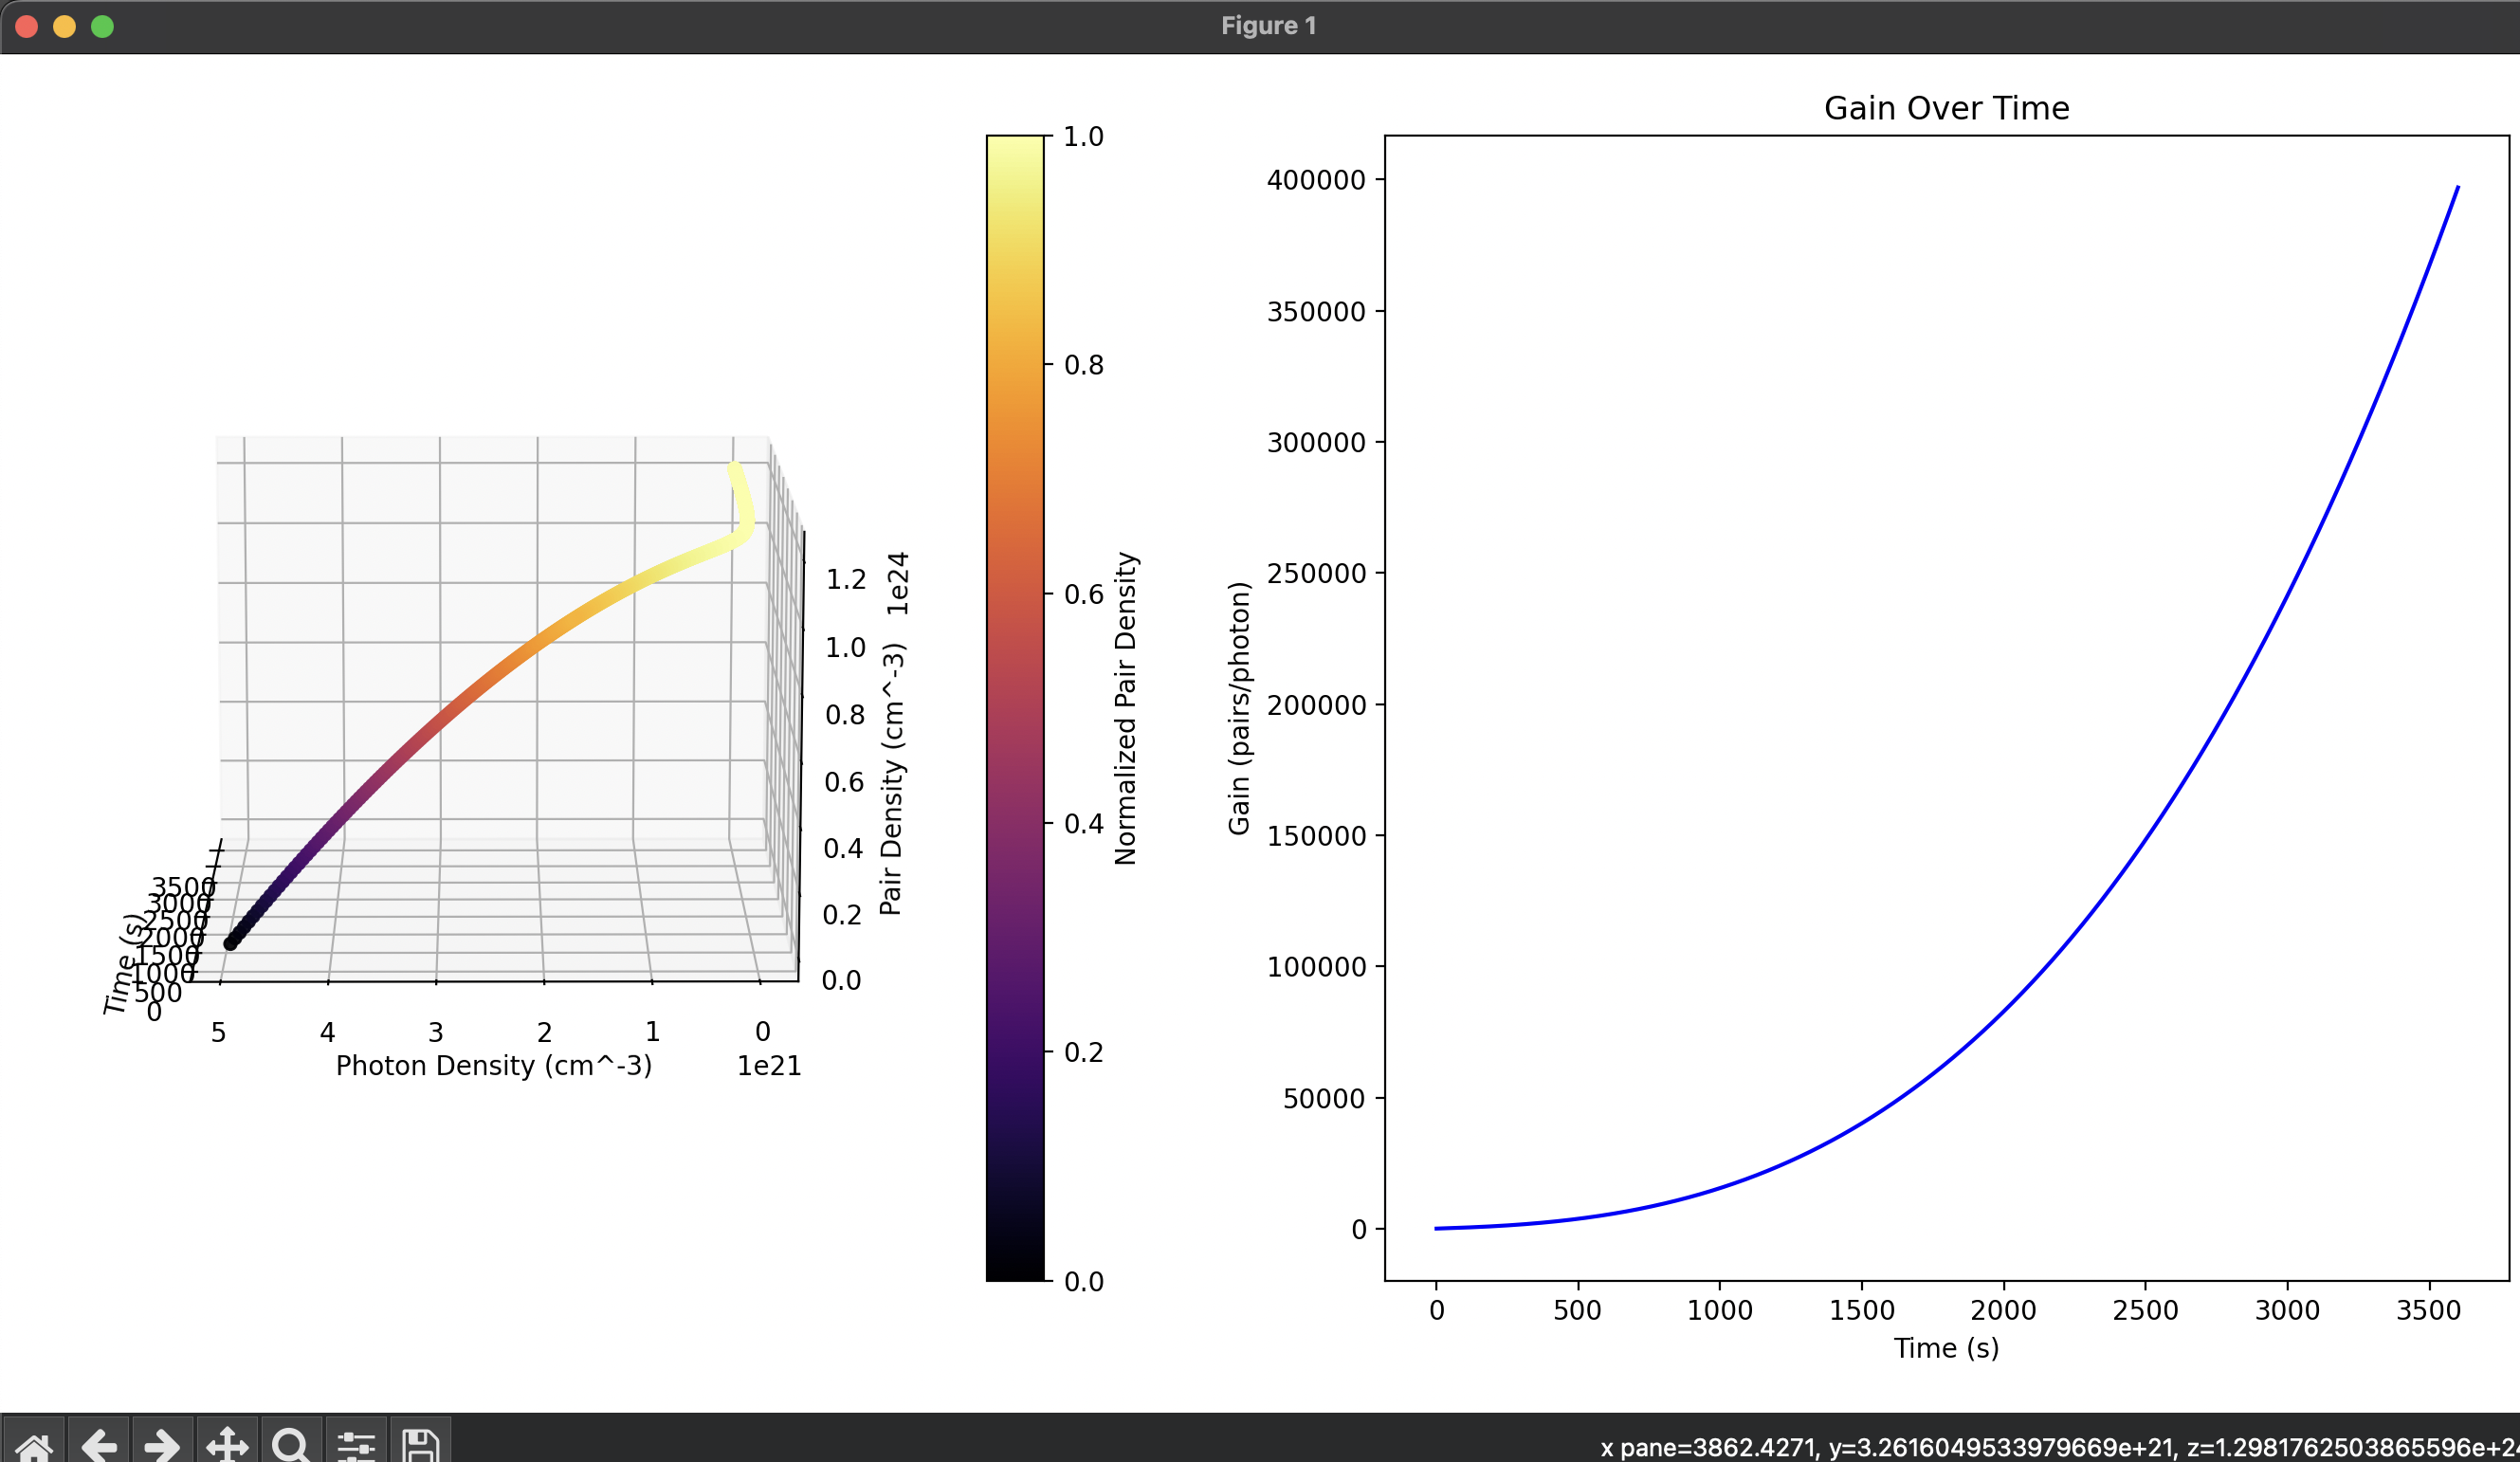 Figure 1
1.2
1.0
0.8
0.6
0.4
0.2
0.0
1e24
Pair Density (cm^-3)
3500
3000
2500
2000
1500
1000
500
0
Time (s)
5 4 3 2 1 0
1e21
Photon Density (cm^-3)
1.0
0.8
0.6
0.4
0.2
0.0
Normalized Pair Density
Gain Over Time
400000
350000
300000
250000
200000
150000
100000
50000
0
Gain (pairs/photon)
0 500 1000 1500 2000 2500 3000 3500
Time (s)
x pane=3862.4271, y=3.2616049533979669e+21, z=1.2981762503865596e+24